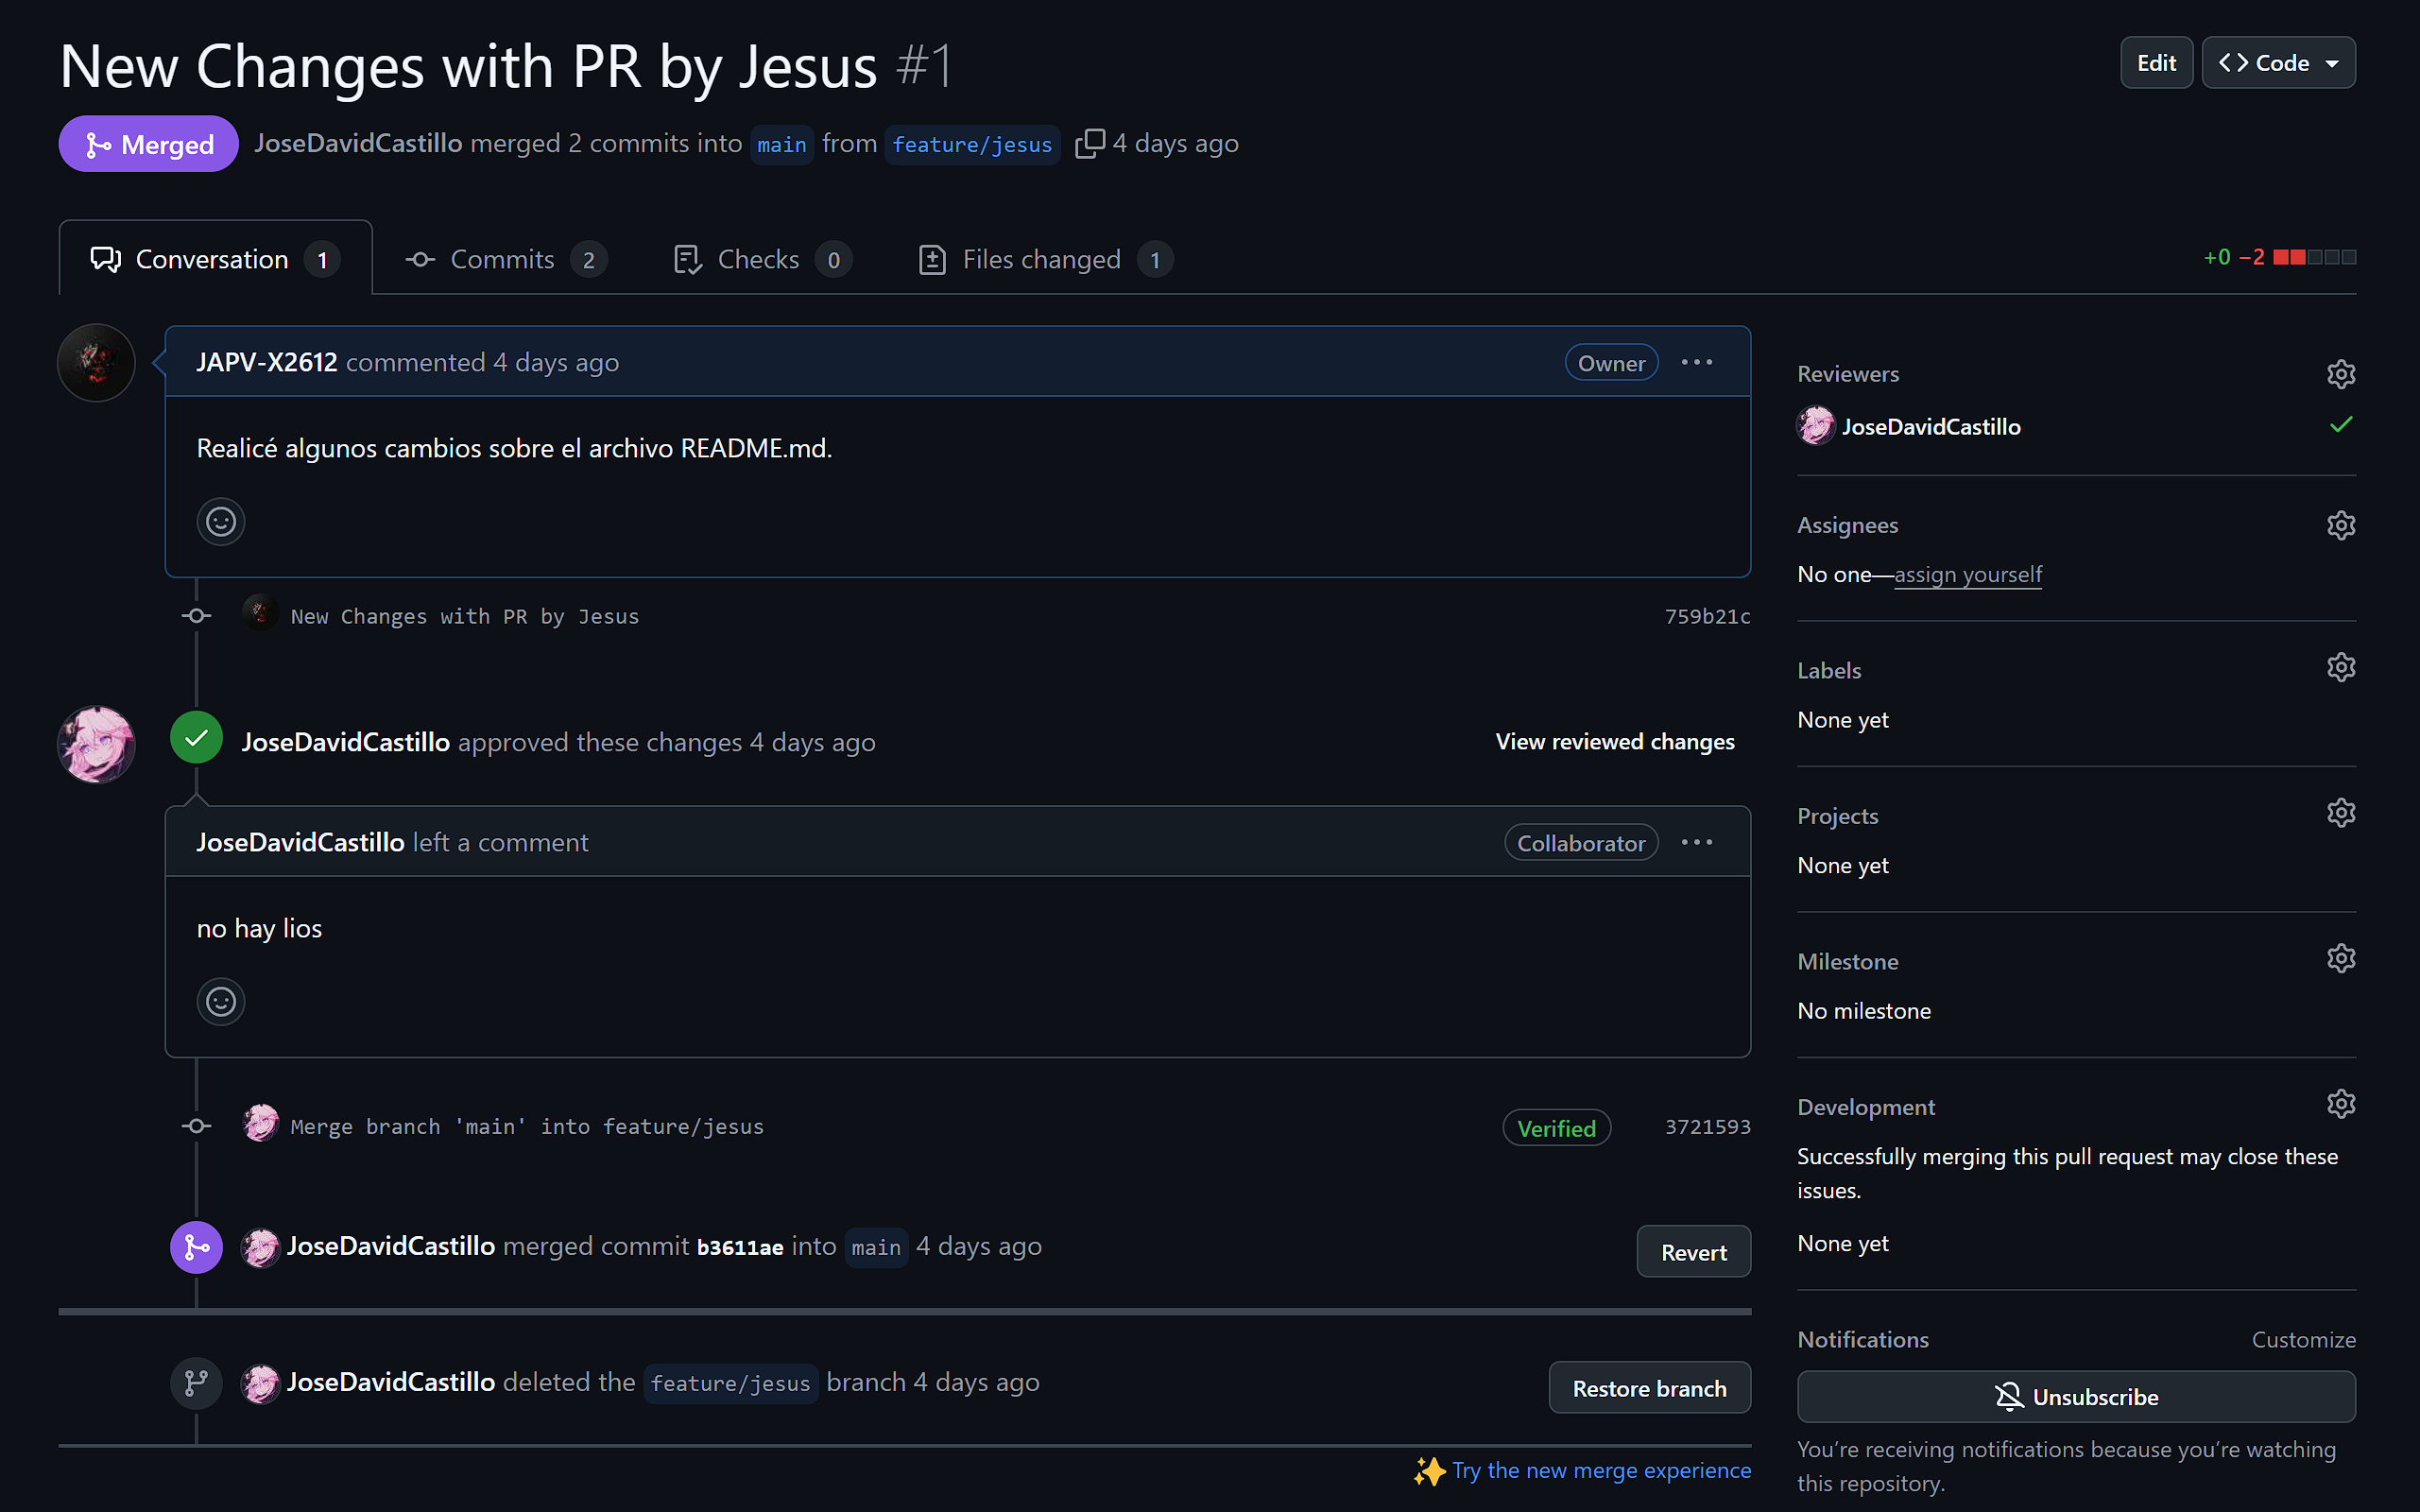 New Changes with PR by Jesus #1
Edit
Code
Merged
JoseDavidCastillo merged 2 commits into main from feature/jesus 4 days ago
Conversation 1
Commits 2
Checks 0
Files changed 1
+0 −2
JAPV-X2612 commented 4 days ago
Owner
Realicé algunos cambios sobre el archivo README.md.
New Changes with PR by Jesus
759b21c
JoseDavidCastillo approved these changes 4 days ago
View reviewed changes
JoseDavidCastillo left a comment
Collaborator
no hay lios
Merge branch 'main' into feature/jesus
Verified
3721593
JoseDavidCastillo merged commit b3611ae into main 4 days ago
Revert
JoseDavidCastillo deleted the feature/jesus branch 4 days ago
Restore branch
Try the new merge experience
Reviewers
JoseDavidCastillo
Assignees
No one—assign yourself
Labels
None yet
Projects
None yet
Milestone
No milestone
Development
Successfully merging this pull request may close these
issues.
None yet
Notifications
Customize
Unsubscribe
You're receiving notifications because you're watching
this repository.